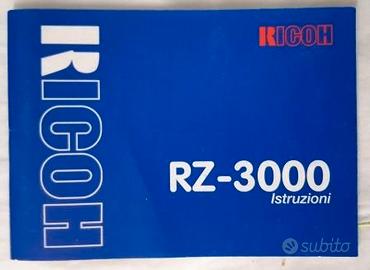 RICOH
RICOH
RZ-3000
Istruzioni
subito